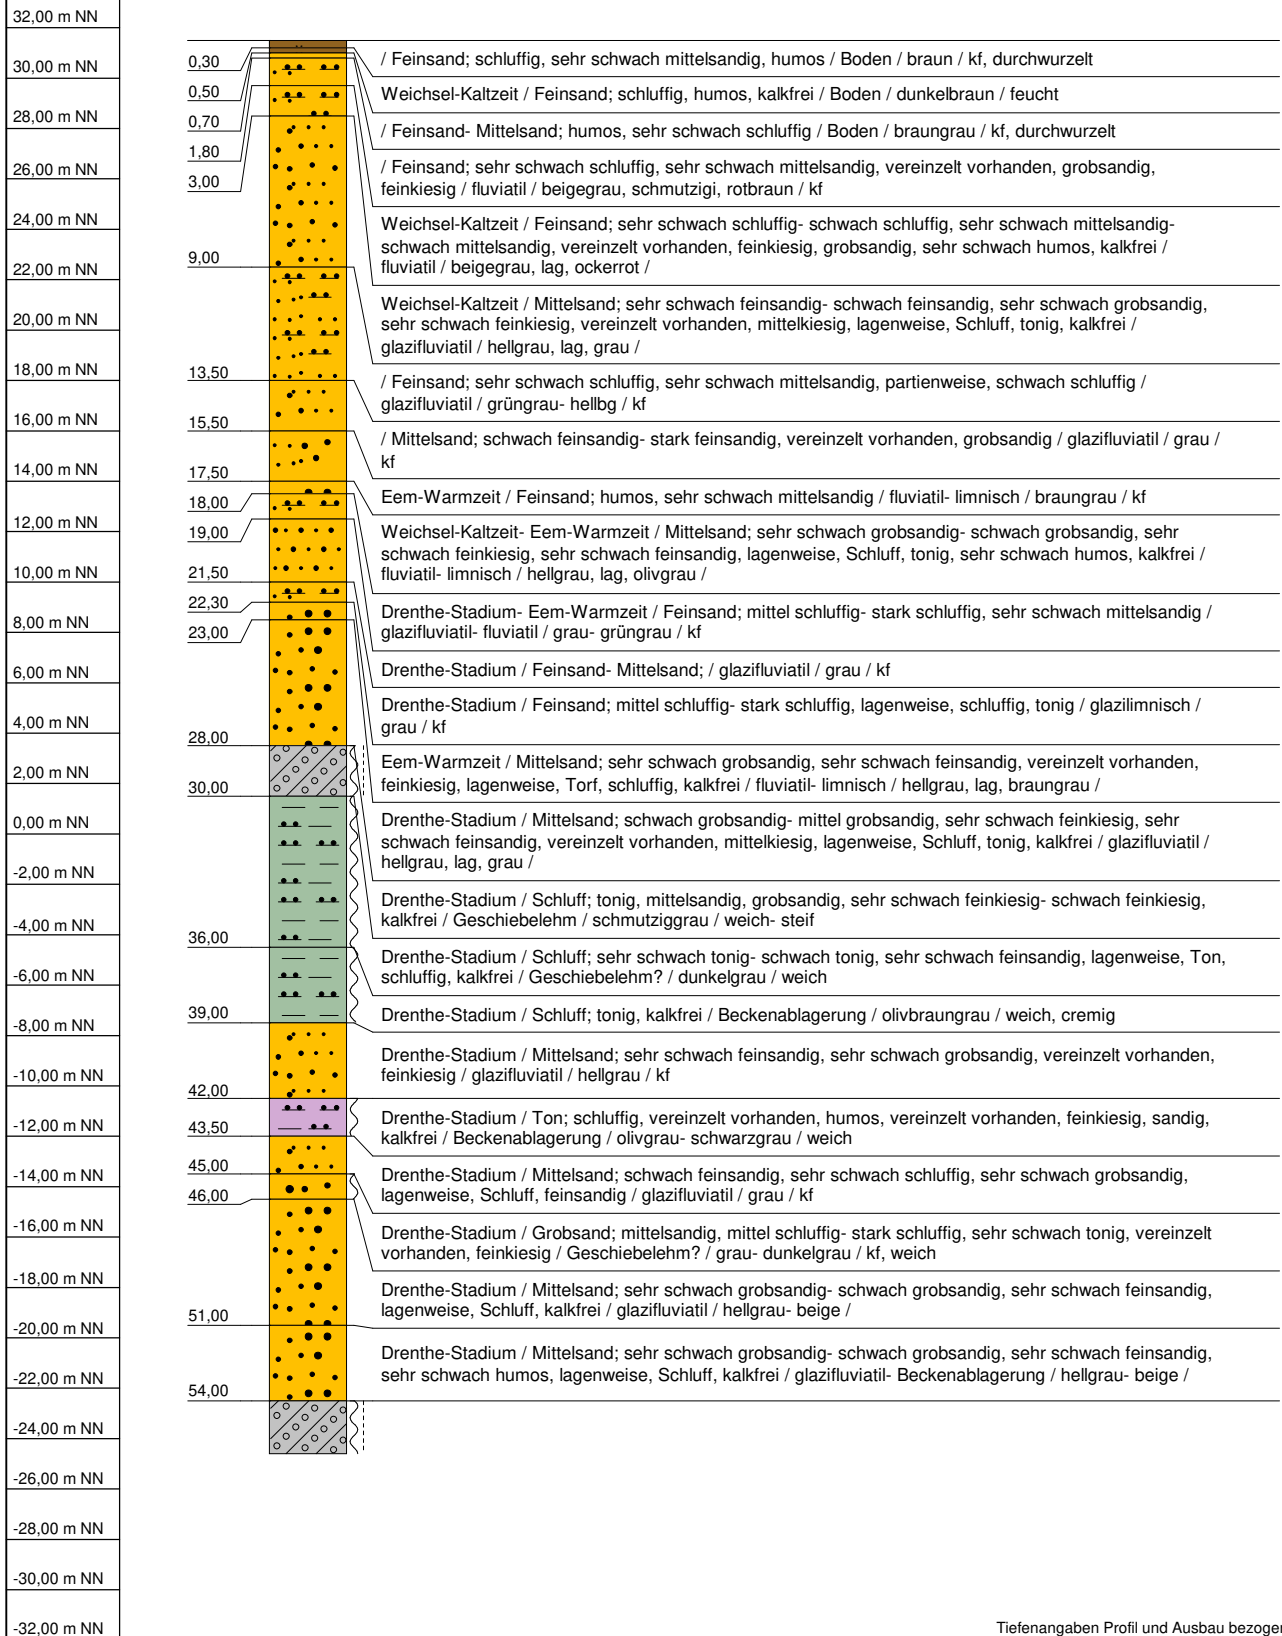 32,00 m NN
30,00 m NN
28,00 m NN
26,00 m NN
24,00 m NN
22,00 m NN
20,00 m NN
18,00 m NN
16,00 m NN
14,00 m NN
12,00 m NN
10,00 m NN
8,00 m NN
6,00 m NN
4,00 m NN
2,00 m NN
0,00 m NN
-2,00 m NN
-4,00 m NN
-6,00 m NN
-8,00 m NN
-10,00 m NN
-12,00 m NN
-14,00 m NN
-16,00 m NN
-18,00 m NN
-20,00 m NN
-22,00 m NN
-24,00 m NN
-26,00 m NN
-28,00 m NN
-30,00 m NN
-32,00 m NN
0,30
0,50
0,70
1,80
3,00
9,00
13,50
15,50
17,50
18,00
19,00
21,50
22,30
23,00
28,00
30,00
36,00
39,00
42,00
43,50
45,00
46,00
51,00
54,00
/ Feinsand; schluffig, sehr schwach mittelsandig, humos / Boden / braun / kf, durchwurzelt
Weichsel-Kaltzeit / Feinsand; schluffig, humos, kalkfrei / Boden / dunkelbraun / feucht
/ Feinsand- Mittelsand; humos, sehr schwach schluffig / Boden / braungrau / kf, durchwurzelt
/ Feinsand; sehr schwach schluffig, sehr schwach mittelsandig, vereinzelt vorhanden, grobsandig,
feinkiesig / fluviatil / beigegrau, schmutzigi, rotbraun / kf
Weichsel-Kaltzeit / Feinsand; sehr schwach schluffig- schwach schluffig, sehr schwach mittelsandig-
schwach mittelsandig, vereinzelt vorhanden, feinkiesig, grobsandig, sehr schwach humos, kalkfrei /
fluviatil / beigegrau, lag, ockerrot /
Weichsel-Kaltzeit / Mittelsand; sehr schwach feinsandig- schwach feinsandig, sehr schwach grobsandig,
sehr schwach feinkiesig, vereinzelt vorhanden, mittelkiesig, lagenweise, Schluff, tonig, kalkfrei /
glazifluviatil / hellgrau, lag, grau /
/ Feinsand; sehr schwach schluffig, sehr schwach mittelsandig, partienweise, schwach schluffig /
glazifluviatil / grüngrau- hellbg / kf
/ Mittelsand; schwach feinsandig- stark feinsandig, vereinzelt vorhanden, grobsandig / glazifluviatil / grau /
kf
Eem-Warmzeit / Feinsand; humos, sehr schwach mittelsandig / fluviatil- limnisch / braungrau / kf
Weichsel-Kaltzeit- Eem-Warmzeit / Mittelsand; sehr schwach grobsandig- schwach grobsandig, sehr
schwach feinkiesig, sehr schwach feinsandig, lagenweise, Schluff, tonig, sehr schwach humos, kalkfrei /
fluviatil- limnisch / hellgrau, lag, olivgrau /
Drenthe-Stadium- Eem-Warmzeit / Feinsand; mittel schluffig- stark schluffig, sehr schwach mittelsandig /
glazifluviatil- fluviatil / grau- grüngrau / kf
Drenthe-Stadium / Feinsand- Mittelsand; / glazifluviatil / grau / kf
Drenthe-Stadium / Feinsand; mittel schluffig- stark schluffig, lagenweise, schluffig, tonig / glazilimnisch /
grau / kf
Eem-Warmzeit / Mittelsand; sehr schwach grobsandig, sehr schwach feinsandig, vereinzelt vorhanden,
feinkiesig, lagenweise, Torf, schluffig, kalkfrei / fluviatil- limnisch / hellgrau, lag, braungrau /
Drenthe-Stadium / Mittelsand; schwach grobsandig- mittel grobsandig, sehr schwach feinkiesig, sehr
schwach feinsandig, vereinzelt vorhanden, mittelkiesig, lagenweise, Schluff, tonig, kalkfrei / glazifluviatil /
hellgrau, lag, grau /
Drenthe-Stadium / Schluff; tonig, mittelsandig, grobsandig, sehr schwach feinkiesig- schwach feinkiesig,
kalkfrei / Geschiebelehm / schmutziggrau / weich- steif
Drenthe-Stadium / Schluff; sehr schwach tonig- schwach tonig, sehr schwach feinsandig, lagenweise, Ton,
schluffig, kalkfrei / Geschiebelehm? / dunkelgrau / weich
Drenthe-Stadium / Schluff; tonig, kalkfrei / Beckenablagerung / olivbraungrau / weich, cremig
Drenthe-Stadium / Mittelsand; sehr schwach feinsandig, sehr schwach grobsandig, vereinzelt vorhanden,
feinkiesig / glazifluviatil / hellgrau / kf
Drenthe-Stadium / Ton; schluffig, vereinzelt vorhanden, humos, vereinzelt vorhanden, feinkiesig, sandig,
kalkfrei / Beckenablagerung / olivgrau- schwarzgrau / weich
Drenthe-Stadium / Mittelsand; schwach feinsandig, sehr schwach schluffig, sehr schwach grobsandig,
lagenweise, Schluff, feinsandig / glazifluviatil / grau / kf
Drenthe-Stadium / Grobsand; mittelsandig, mittel schluffig- stark schluffig, sehr schwach tonig, vereinzelt
vorhanden, feinkiesig / Geschiebelehm? / grau- dunkelgrau / kf, weich
Drenthe-Stadium / Mittelsand; sehr schwach grobsandig- schwach grobsandig, sehr schwach feinsandig,
lagenweise, Schluff, kalkfrei / glazifluviatil / hellgrau- beige /
Drenthe-Stadium / Mittelsand; sehr schwach grobsandig- schwach grobsandig, sehr schwach feinsandig,
sehr schwach humos, lagenweise, Schluff, kalkfrei / glazifluviatil- Beckenablagerung / hellgrau- beige /
Tiefenangaben Profil und Ausbau bezogen